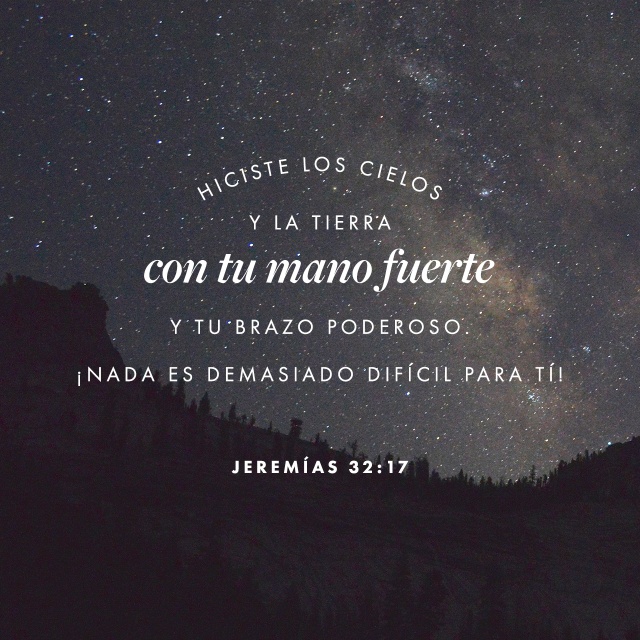 HICISTE LOS CIELOS
Y LA TIERRA
con tu mano fuerte
Y TU BRAZO PODEROSO.
¡NADA ES DEMASIADO DIFÍCIL PARA TÍ!
JEREMÍAS 32:17